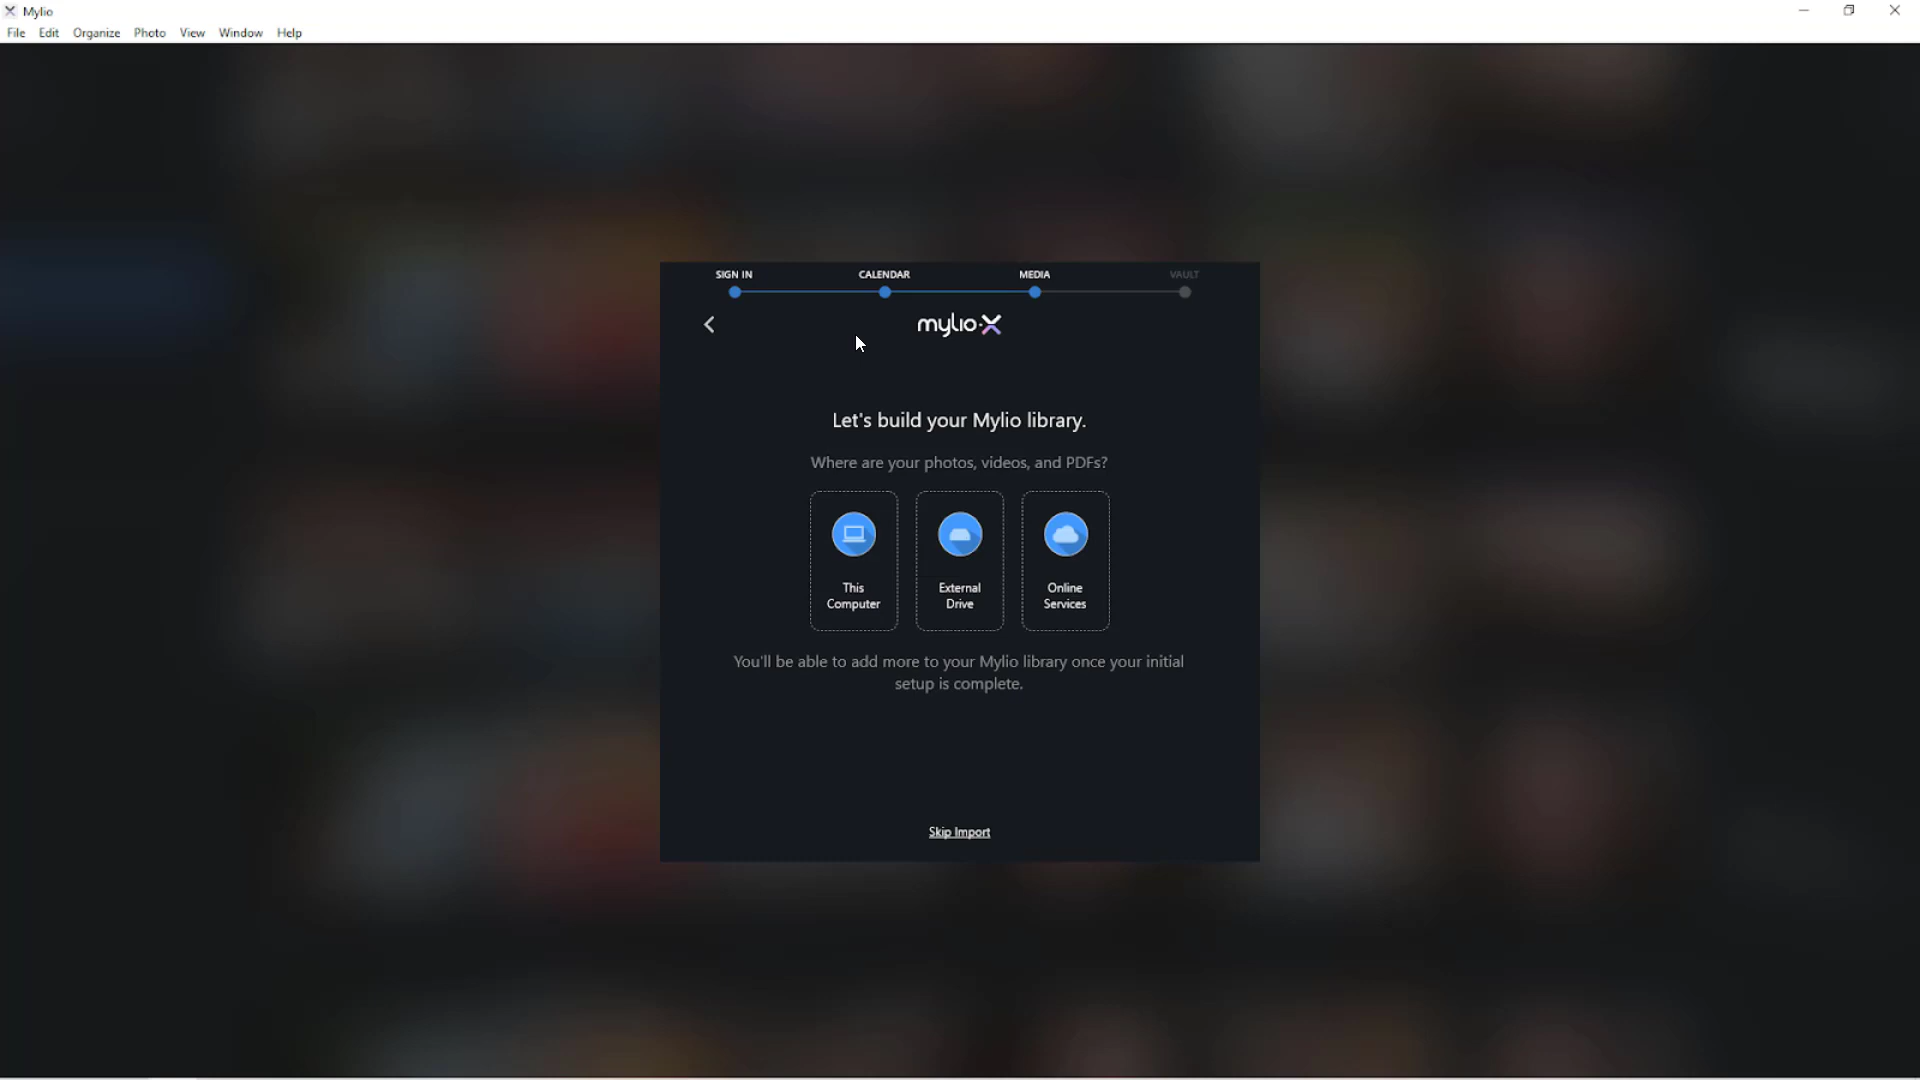 Mylio
File Edit Organize Photo View Window Help
SIGN IN CALENDAR MEDIA VAULT
mylio X
Let's build your Mylio library.
Where are your photos, videos, and PDFs?
This Computer
External Drive
Online Services
You'll be able to add more to your Mylio library once your initial
setup is complete.
Skip Import